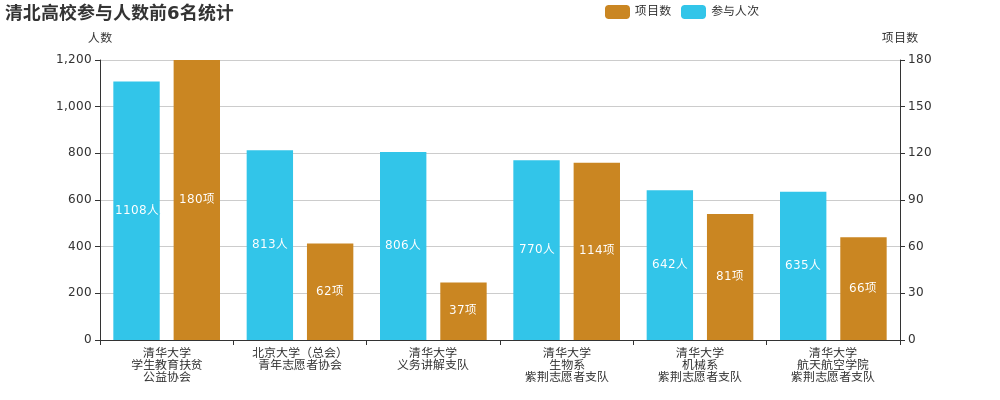 清北高校参与人数前6名统计
项目数
参与人次
人数
项目数
1,200
1,000
800
600
400
200
0
180
150
120
90
60
30
0
1108人
180项
813人
62项
806人
37项
770人
114项
642人
81项
635人
66项
清华大学
学生教育扶贫
公益协会
北京大学（总会）
青年志愿者协会
清华大学
义务讲解支队
清华大学
生物系
紫荆志愿者支队
清华大学
机械系
紫荆志愿者支队
清华大学
航天航空学院
紫荆志愿者支队